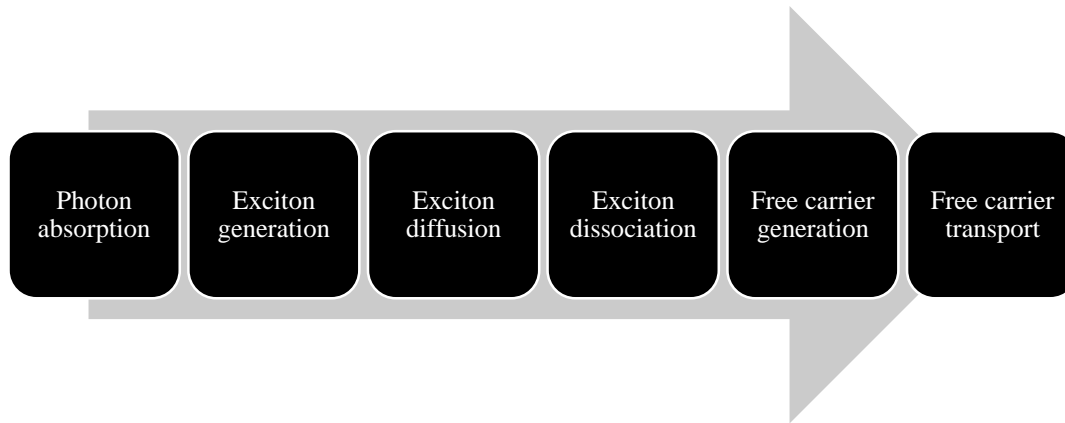 Photon
absorption
Exciton
generation
Exciton
diffusion
Exciton
dissociation
Free carrier
generation
Free carrier
transport